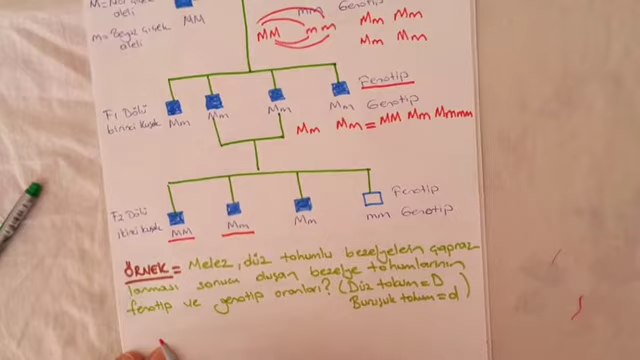 M=Mor çiçek
aleli
MM
mm Genotip
m=Beyaz çiçek
aleli
MM mm
Mm Mm
Mm Mm
Fenotip
F1 Dölü
birinci kuşak
Mm Mm Mm Mm Genotip
Mm Mm = MM Mm Mm mm
Fenotip
F2 Dölü
ikinci kuşak
MM Mm Mm mm Genotip
ÖRNEK= Melez, düz tohumlu bezelyelerin çapraz-
lanması sonucu oluşan bezelye tohumlarının
fenotip ve genotip oranları? (Düz tohum=D
Buruşuk tohum=d)